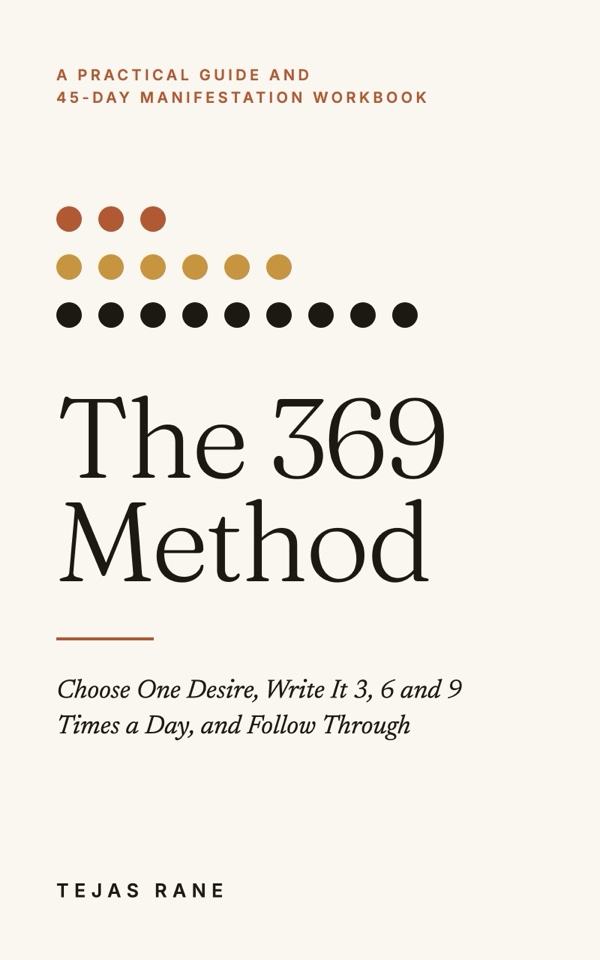 A PRACTICAL GUIDE AND
45-DAY MANIFESTATION WORKBOOK
The 369
Method
Choose One Desire, Write It 3, 6 and 9
Times a Day, and Follow Through
TEJAS RANE